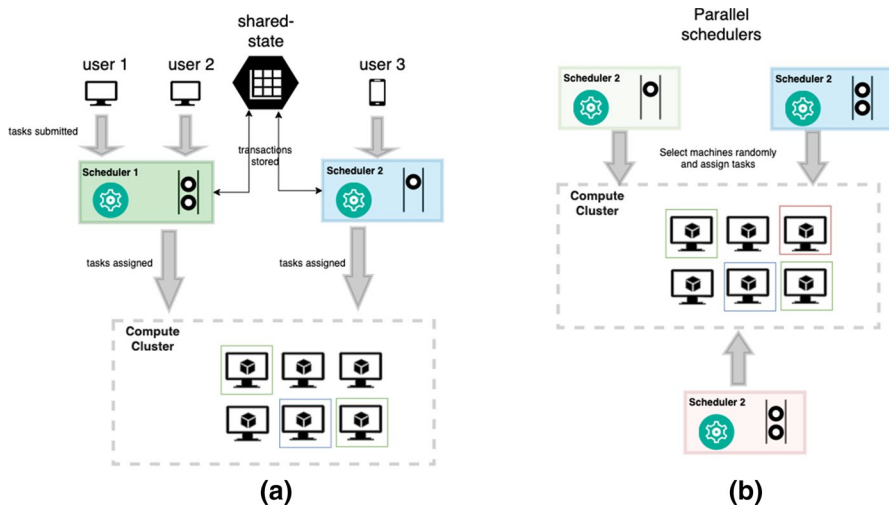 shared-
state
user 1
user 2
user 3
tasks submitted
transactions
stored
Scheduler 1
Scheduler 2
tasks assigned
tasks assigned
Compute
Cluster
(a)
Parallel
schedulers
Scheduler 2
Scheduler 2
Select machines randomly
and assign tasks
Compute
Cluster
Scheduler 2
(b)